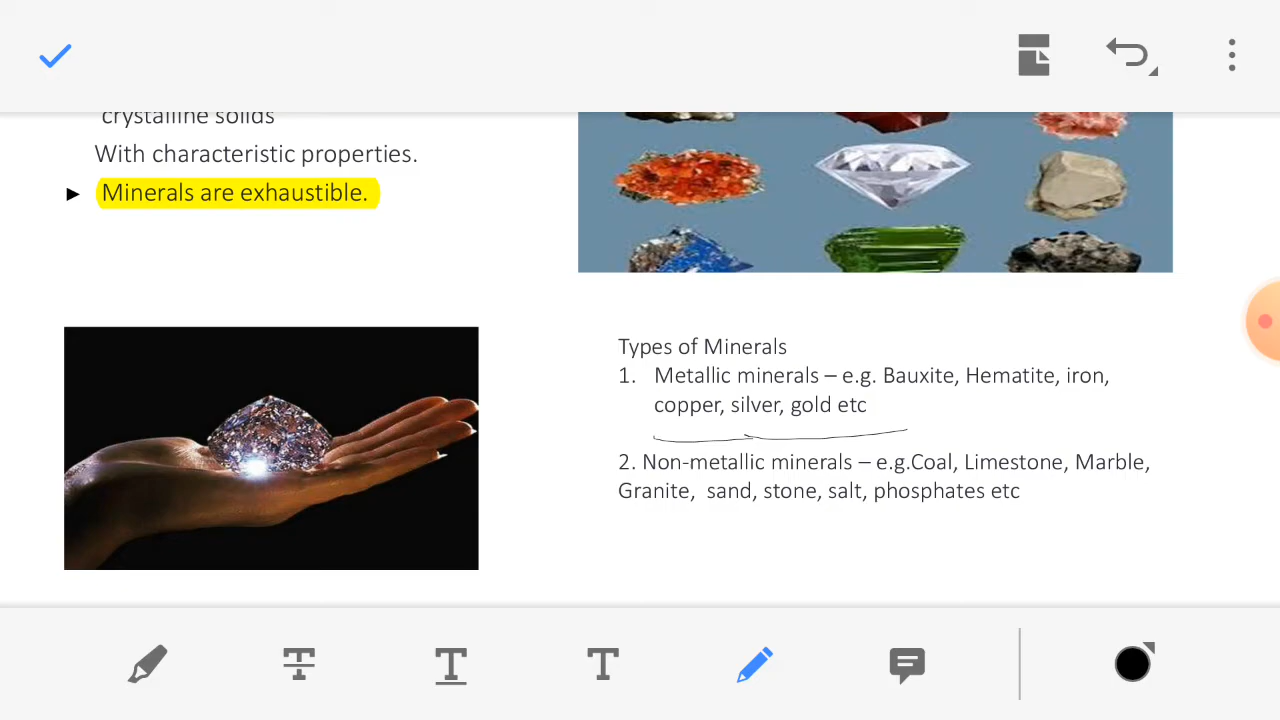 crystalline solids
With characteristic properties.
► Minerals are exhaustible.
Types of Minerals
1. Metallic minerals – e.g. Bauxite, Hematite, iron,
copper, silver, gold etc
2. Non-metallic minerals – e.g.Coal, Limestone, Marble,
Granite, sand, stone, salt, phosphates etc
T
T
T